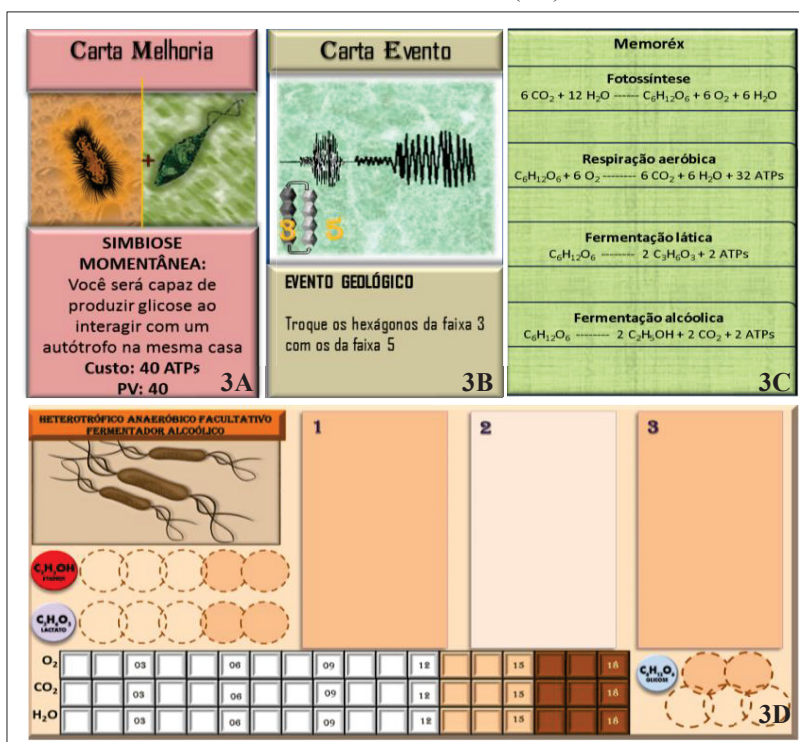 Carta Melhoria
SIMBIOSE
MOMENTÂNEA:
Você será capaz de
produzir glicose ao
interagir com um
autótrofo na mesma casa
Custo: 40 ATPs
PV: 40
3A
Carta Evento
3 5
EVENTO GEOLÓGICO
Troque os hexágonos da faixa 3
com os da faixa 5
3B
Memoréx
Fotossíntese
6 CO2 + 12 H2O ------ C6H12O6 + 6 O2 + 6 H2O
Respiração aeróbica
C6H12O6 + 6 O2 -------- 6 CO2 + 6 H2O + 32 ATPs
Fermentação lática
C6H12O6 -------- 2 C3H6O3 + 2 ATPs
Fermentação alcóolica
C6H12O6 -------- 2 C2H5OH + 2 CO2 + 2 ATPs
3C
HETEROTRÓFICO ANAERÓBICO FACULTATIVO
FERMENTADOR ALCOÓLICO
1
2
3
C2H5OH
C3H6O3
LACTATO
O2 03 06 09 12 15 18
CO2 03 06 09 12 15 18
H2O 03 06 09 12 15 18
C6H12O6
GLICOSE
3D